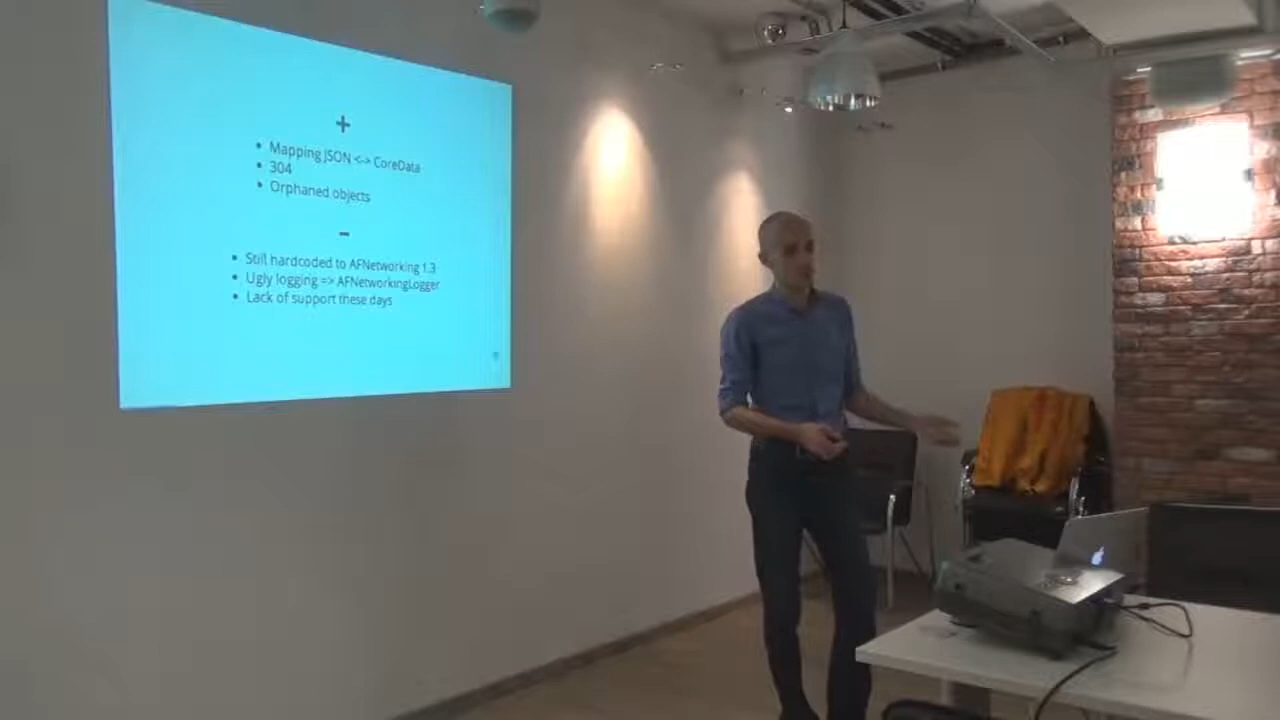 +
• Mapping JSON <-> CoreData
• 304
• Orphaned objects
-
• Still hardcoded to AFNetworking 1.3
• Ugly logging => AFNetworkingLogger
• Lack of support these days